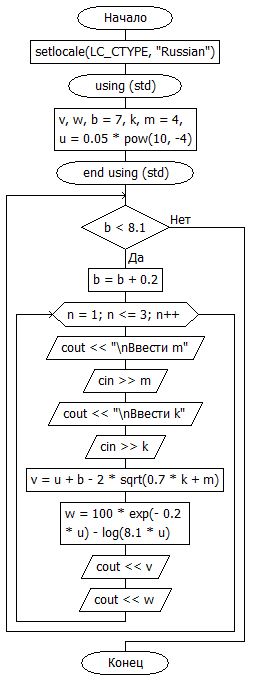 Начало
setlocale(LC_CTYPE, "Russian")
using (std)
v, w, b = 7, k, m = 4,
u = 0.05 * pow(10, -4)
end using (std)
b < 8.1
Нет
Да
b = b + 0.2
n = 1; n <= 3; n++
cout << "\nВвести m"
cin >> m
cout << "\nВвести k"
cin >> k
v = u + b - 2 * sqrt(0.7 * k + m)
w = 100 * exp(- 0.2
* u) - log(8.1 * u)
cout << v
cout << w
Конец